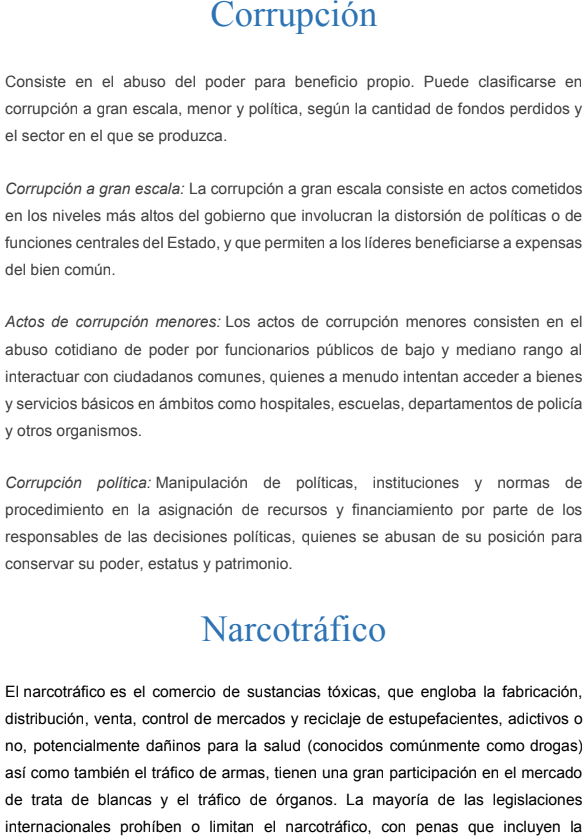 Corrupción
Consiste en el abuso del poder para beneficio propio. Puede clasificarse en
corrupción a gran escala, menor y política, según la cantidad de fondos perdidos y
el sector en el que se produzca.
Corrupción a gran escala: La corrupción a gran escala consiste en actos cometidos
en los niveles más altos del gobierno que involucran la distorsión de políticas o de
funciones centrales del Estado, y que permiten a los líderes beneficiarse a expensas
del bien común.
Actos de corrupción menores: Los actos de corrupción menores consisten en el
abuso cotidiano de poder por funcionarios públicos de bajo y mediano rango al
interactuar con ciudadanos comunes, quienes a menudo intentan acceder a bienes
y servicios básicos en ámbitos como hospitales, escuelas, departamentos de policía
y otros organismos.
Corrupción política: Manipulación de políticas, instituciones y normas de
procedimiento en la asignación de recursos y financiamiento por parte de los
responsables de las decisiones políticas, quienes se abusan de su posición para
conservar su poder, estatus y patrimonio.
Narcotráfico
El narcotráfico es el comercio de sustancias tóxicas, que engloba la fabricación,
distribución, venta, control de mercados y reciclaje de estupefacientes, adictivos o
no, potencialmente dañinos para la salud (conocidos comúnmente como drogas)
así como también el tráfico de armas, tienen una gran participación en el mercado
de trata de blancas y el tráfico de órganos. La mayoría de las legislaciones
internacionales prohíben o limitan el narcotráfico, con penas que incluyen la